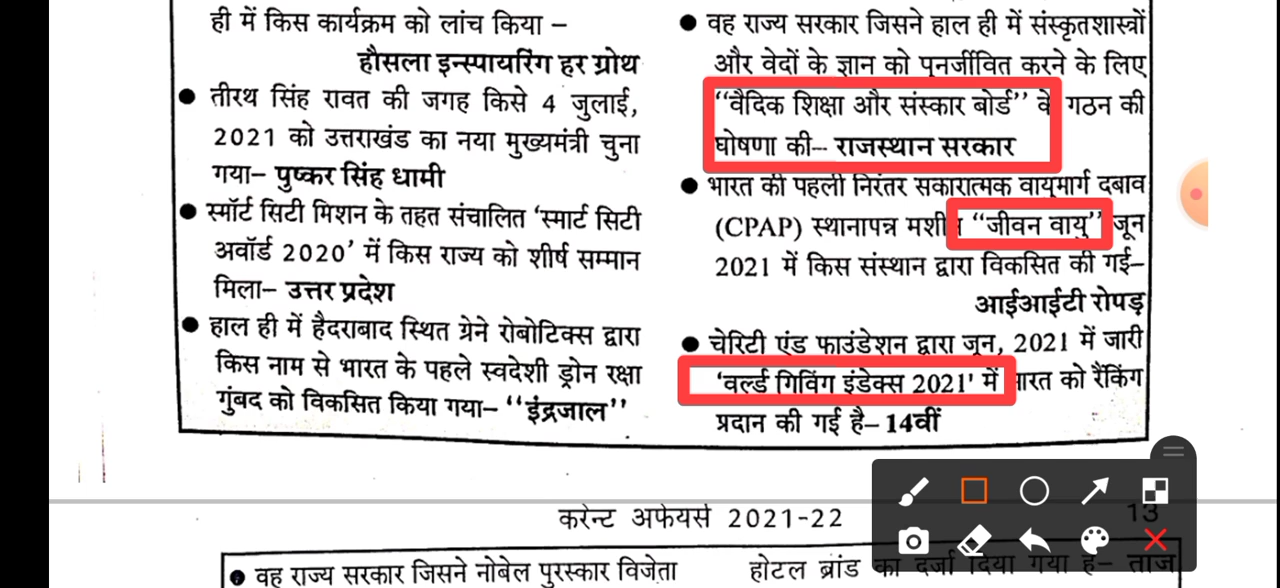 ही में किस कार्यक्रम को लांच किया –
हौसला इन्स्पायरिंग हर ग्रोथ
● तीरथ सिंह रावत की जगह किसे 4 जुलाई,
2021 को उत्तराखंड का नया मुख्यमंत्री चुना
गया– पुष्कर सिंह धामी
● स्मॉर्ट सिटी मिशन के तहत संचालित ‘स्मार्ट सिटी
अवॉर्ड 2020’ में किस राज्य को शीर्ष सम्मान
मिला– उत्तर प्रदेश
● हाल ही में हैदराबाद स्थित ग्रेने रोबोटिक्स द्वारा
किस नाम से भारत के पहले स्वदेशी ड्रोन रक्षा
गुंबद को विकसित किया गया– ‘‘इंद्रजाल’’
● वह राज्य सरकार जिसने हाल ही में संस्कृतशास्त्रों
और वेदों के ज्ञान को पुनर्जीवित करने के लिए
‘‘वैदिक शिक्षा और संस्कार बोर्ड’’ के गठन की
घोषणा की– राजस्थान सरकार
● भारत की पहली निरंतर सकारात्मक वायुमार्ग दबाव
(CPAP) स्थानापन्न मशीन ‘‘जीवन वायु’’ जून
2021 में किस संस्थान द्वारा विकसित की गई–
आईआईटी रोपड़
● चेरिटी एंड फाउंडेशन द्वारा जून, 2021 में जारी
‘वर्ल्ड गिविंग इंडेक्स 2021' में भारत को रैंकिंग
प्रदान की गई है– 14वीं
करेन्ट अफेयर्स 2021-22
13
● वह राज्य सरकार जिसने नोबेल पुरस्कार विजेता
होटल ब्रांड का दर्जा दिया गया है– ताज